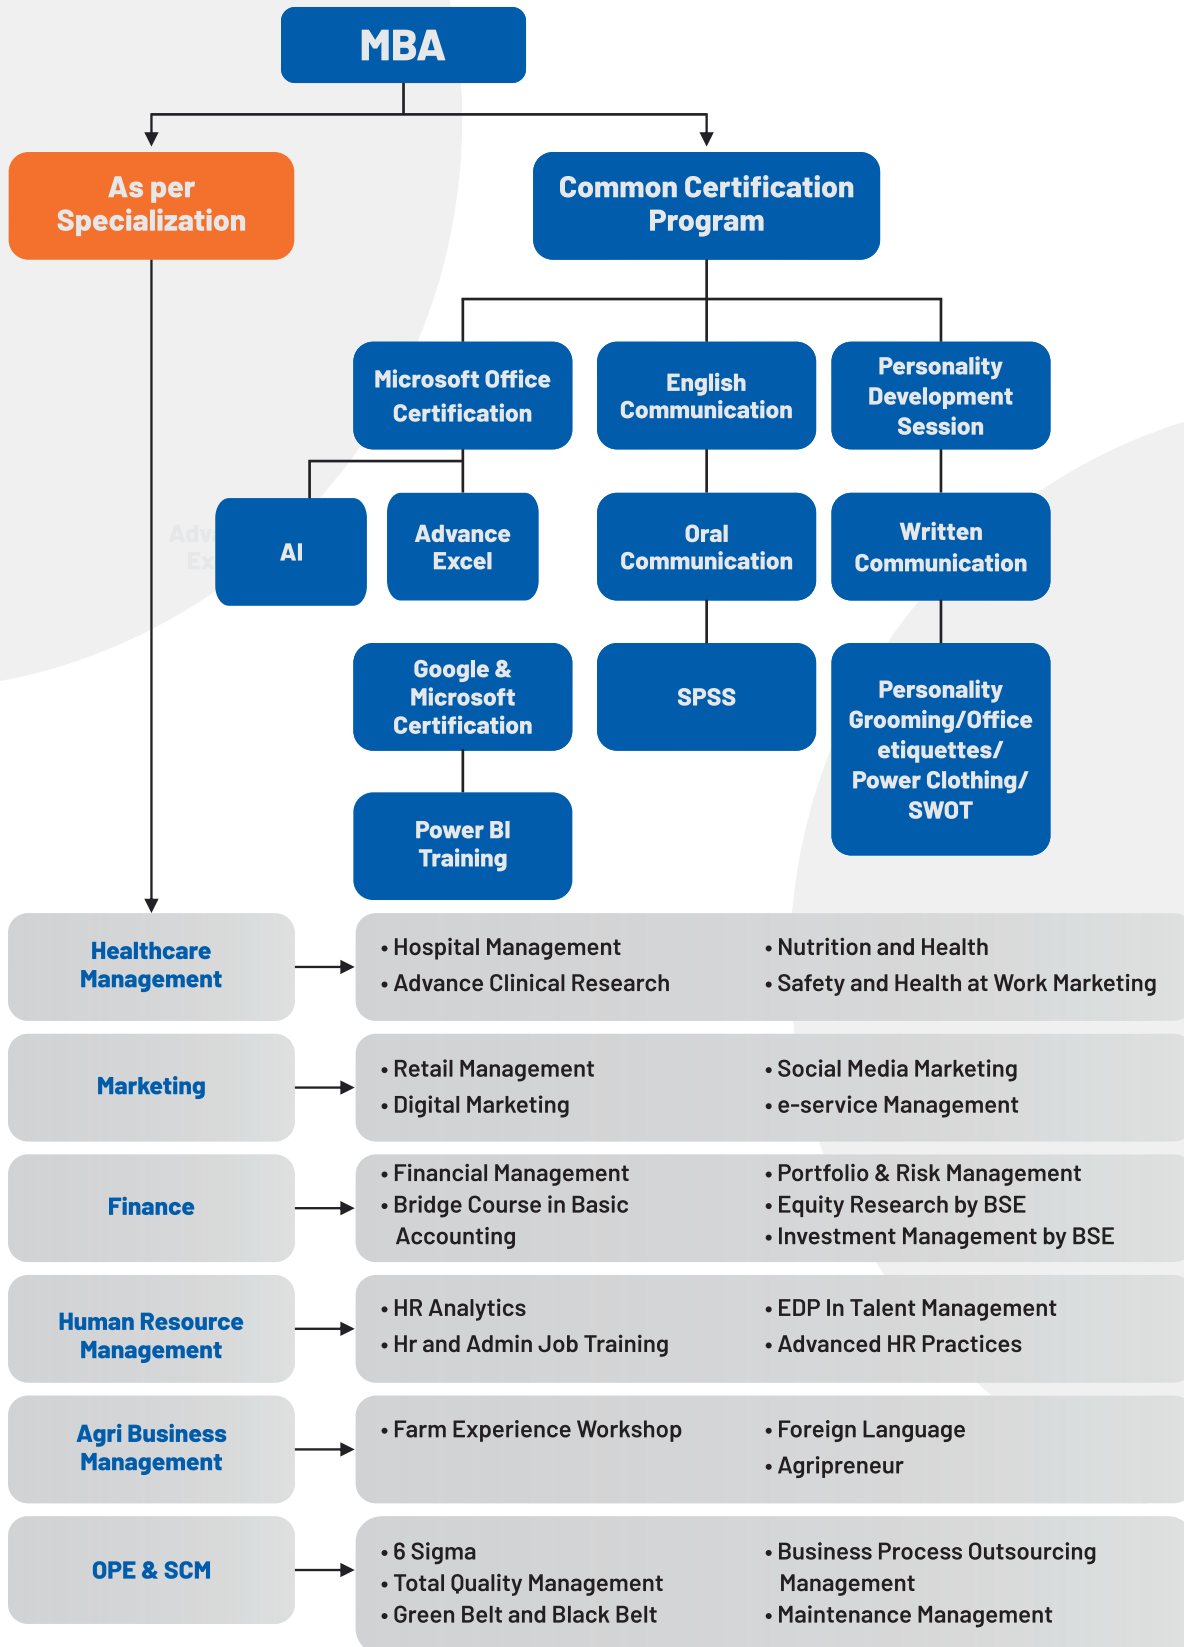 MBA
As per
Specialization
Common Certification
Program
Microsoft Office
Certification
English
Communication
Personality
Development
Session
AI
Advance
Excel
Oral
Communication
Written
Communication
Google &
Microsoft
Certification
SPSS
Personality
Grooming/Office
etiquettes/
Power Clothing/
SWOT
Power BI
Training
Healthcare
Management
• Hospital Management
• Advance Clinical Research
• Nutrition and Health
• Safety and Health at Work Marketing
Marketing
• Retail Management
• Digital Marketing
• Social Media Marketing
• e-service Management
Finance
• Financial Management
• Bridge Course in Basic
Accounting
• Portfolio & Risk Management
• Equity Research by BSE
• Investment Management by BSE
Human Resource
Management
• HR Analytics
• Hr and Admin Job Training
• EDP In Talent Management
• Advanced HR Practices
Agri Business
Management
• Farm Experience Workshop
• Foreign Language
• Agripreneur
OPE & SCM
• 6 Sigma
• Total Quality Management
• Green Belt and Black Belt
• Business Process Outsourcing
Management
• Maintenance Management